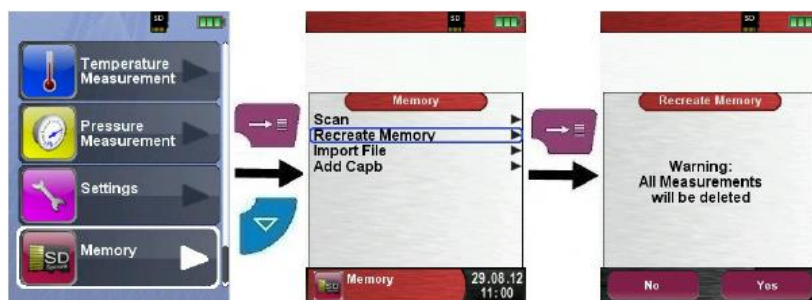 SD
Temperature
Measurement
Pressure
Measurement
Settings
SD
Memory
SD
Memory
Scan
Recreate Memory
Import File
Add Capb
Memory
29.08.12
11:00
SD
Recreate Memory
Warning:
All Measurements
will be deleted
No
Yes